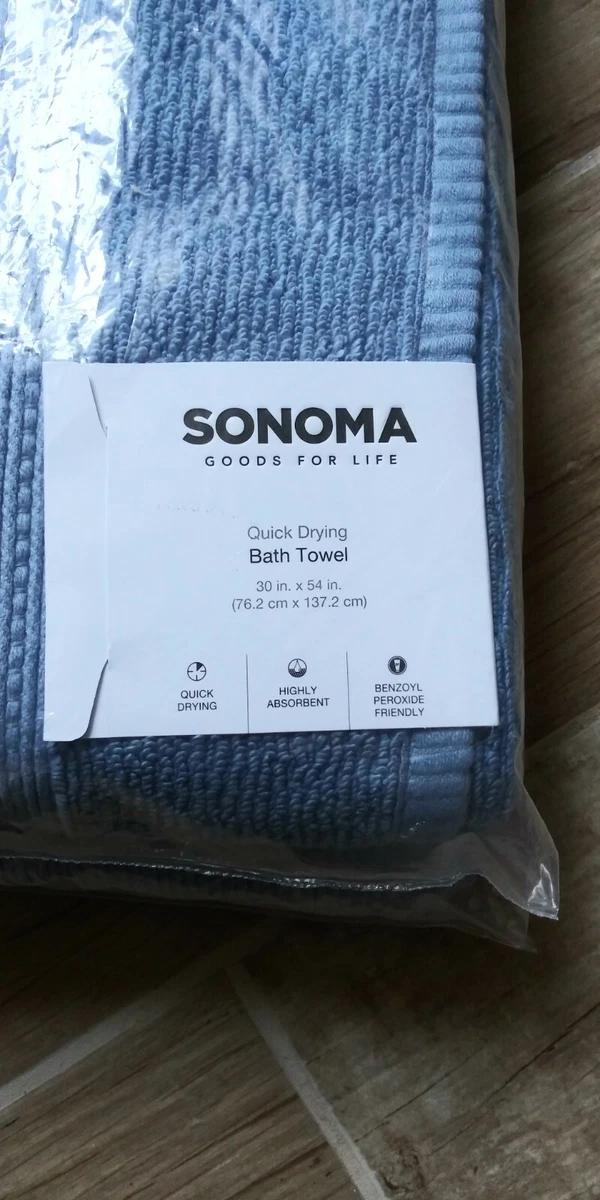 SONOMA
GOODS FOR LIFE
Quick Drying
Bath Towel
30 in. x 54 in.
(76.2 cm x 137.2 cm)
QUICK
DRYING
HIGHLY
ABSORBENT
BENZOYL
PEROXIDE
FRIENDLY